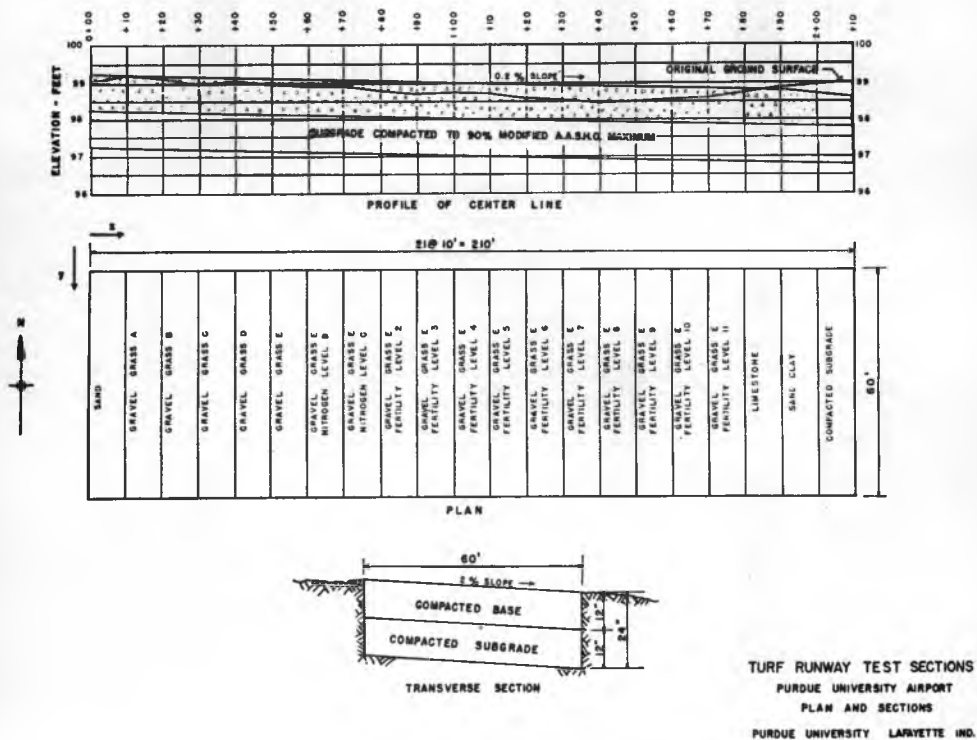 0+00 +10 +20 +30 +40 +50 +60 +70 +80 +90 1+00 +10 +20 +30 +40 +50 +60 +70 +80 +90 2+00 +10
100 100
0.2 % SLOPE
ORIGINAL GROUND SURFACE
99 99
98 98
SUBGRADE COMPACTED TO 90% MODIFIED A.A.S.H.O. MAXIMUM
97 97
96 96
ELEVATION - FEET
PROFILE OF CENTER LINE
X
Y
21@ 10' = 210'
N
SAND
GRAVEL GRASS A
GRAVEL GRASS B
GRAVEL GRASS C
GRAVEL GRASS D
GRAVEL GRASS E
GRAVEL GRASS E
NITROGEN LEVEL B
GRAVEL GRASS E
NITROGEN LEVEL C
GRAVEL GRASS E
FERTILITY LEVEL 2
GRAVEL GRASS E
FERTILITY LEVEL 3
GRAVEL GRASS E
FERTILITY LEVEL 4
GRAVEL GRASS E
FERTILITY LEVEL 5
GRAVEL GRASS E
FERTILITY LEVEL 6
GRAVEL GRASS E
FERTILITY LEVEL 7
GRAVEL GRASS E
FERTILITY LEVEL 8
GRAVEL GRASS E
FERTILITY LEVEL 9
GRAVEL GRASS E
FERTILITY LEVEL 10
GRAVEL GRASS E
FERTILITY LEVEL 11
LIMESTONE
SAND CLAY
COMPACTED SUBGRADE
60'
PLAN
60'
2 % SLOPE
COMPACTED BASE
COMPACTED SUBGRADE
12"
12"
24"
TRANSVERSE SECTION
TURF RUNWAY TEST SECTIONS
PURDUE UNIVERSITY AIRPORT
PLAN AND SECTIONS
PURDUE UNIVERSITY LAFAYETTE IND.